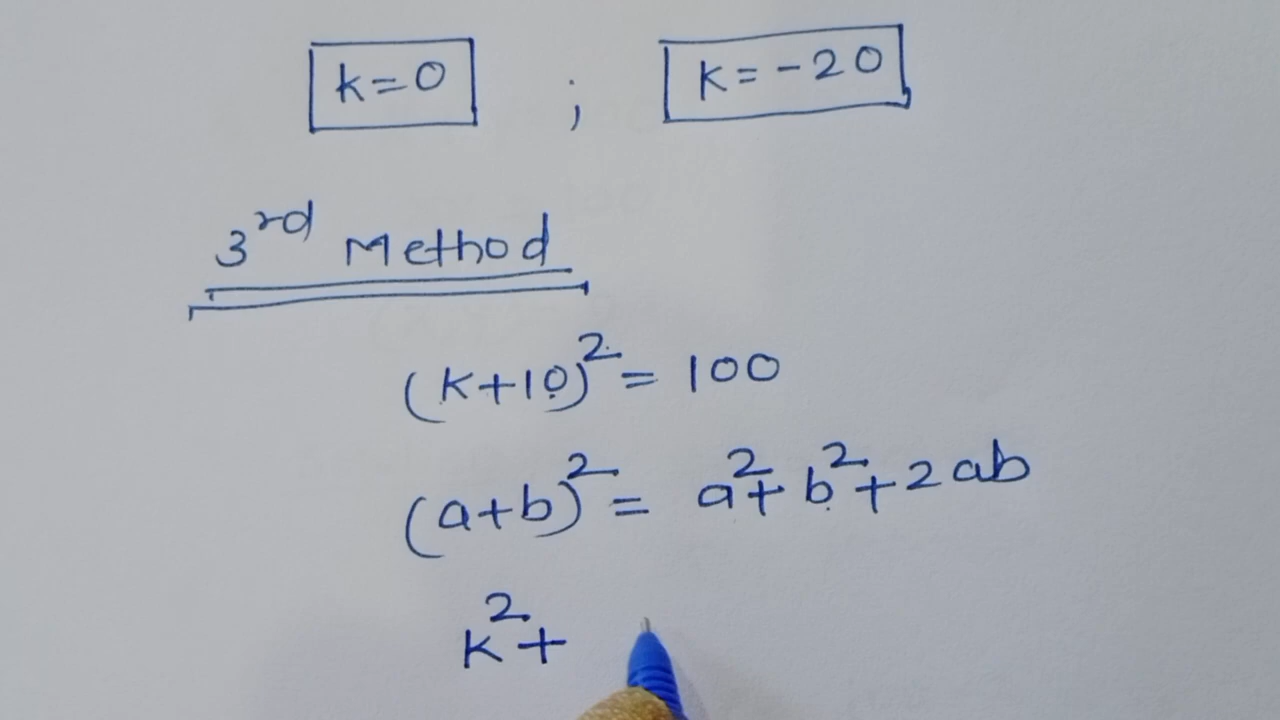 k=0 ; K=-20
3rd Method
(K+10)²= 100
(a+b)²= a²+b²+2ab
K²+